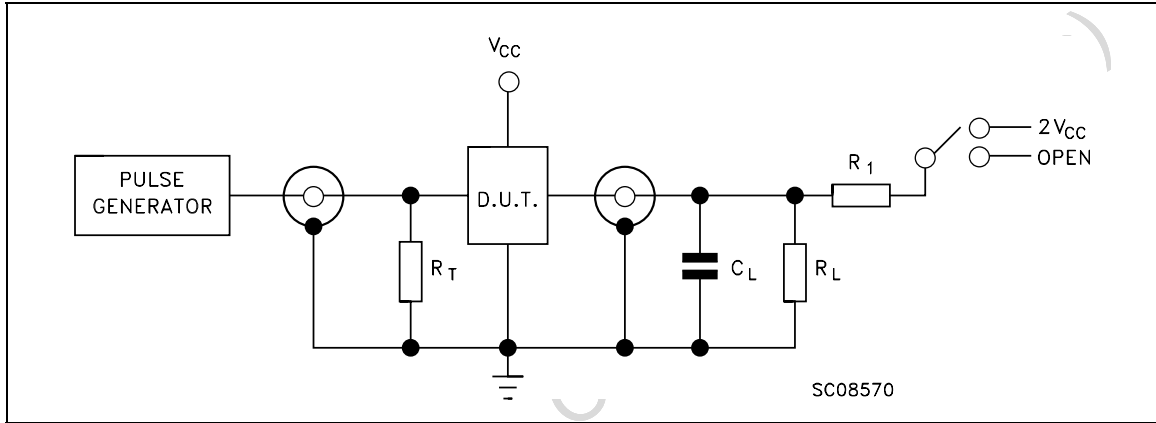 VCC
PULSE
GENERATOR
D.U.T.
RT
CL
RL
R1
2VCC
OPEN
SC08570